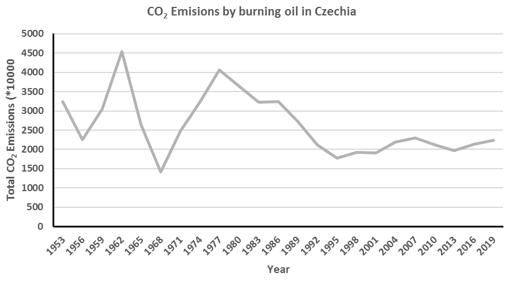 CO₂ Emisions by burning oil in Czechia
Total CO₂ Emissions (*10000
5000
4500
4000
3500
3000
2500
2000
1500
1000
500
0
1953 1956 1959 1962 1965 1968 1971 1974 1977 1980 1983 1986 1989 1992 1995 1998 2001 2004 2007 2010 2013 2016 2019
Year